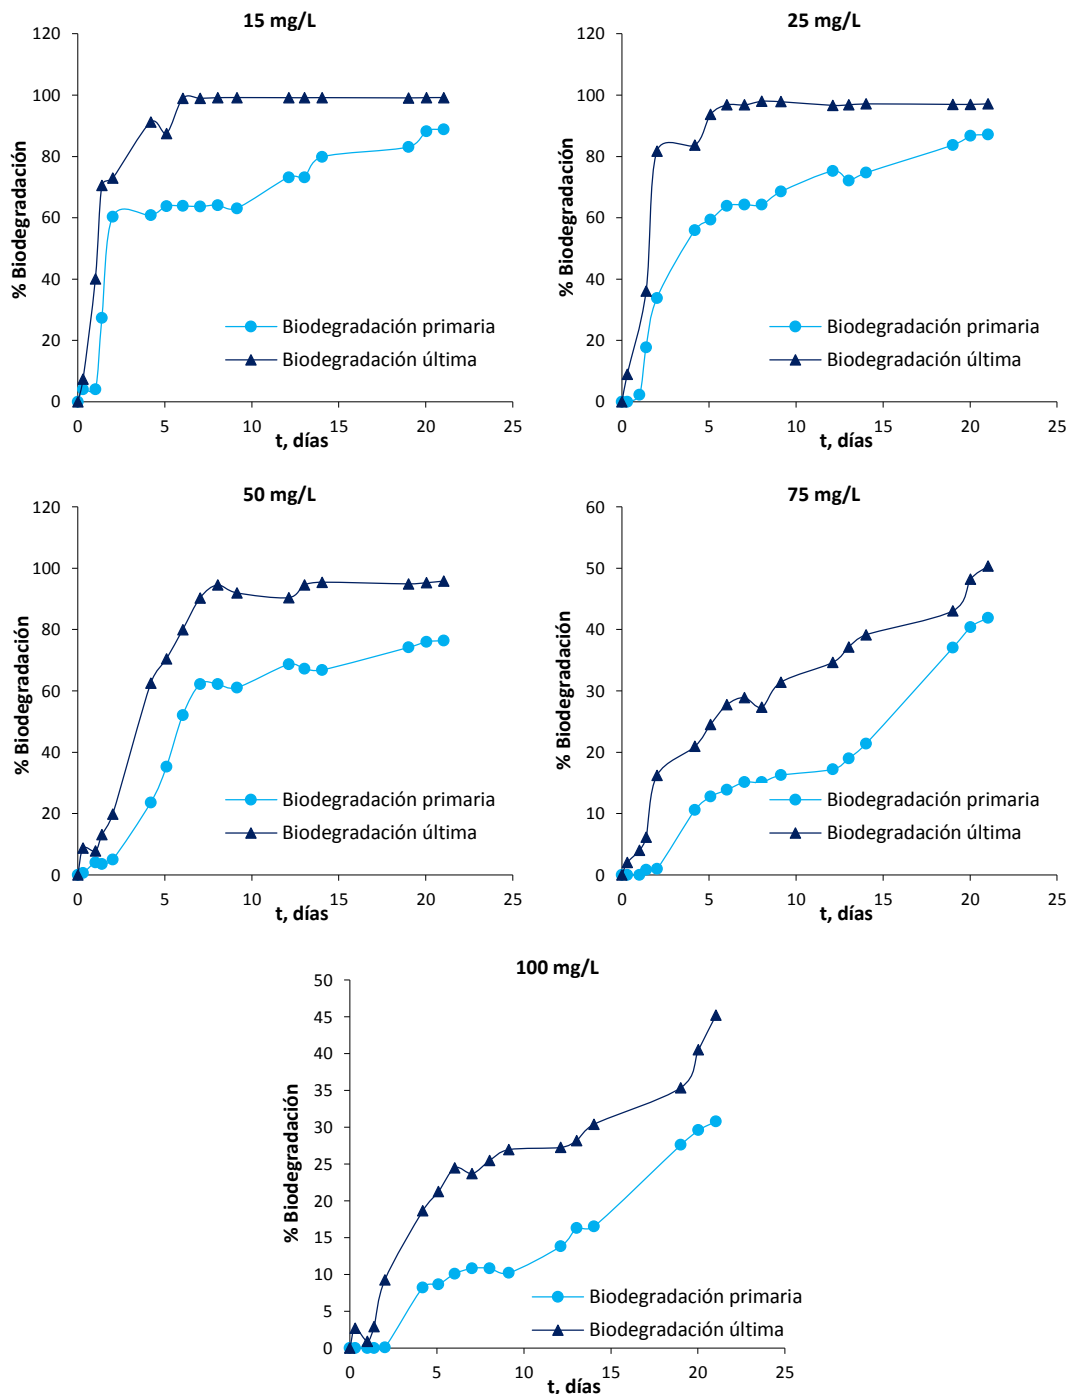 15 mg/L
120
100
80
60
40
20
0
% Biodegradación
Biodegradación primaria
Biodegradación última
0 5 10 15 20 25
t, días
25 mg/L
120
100
80
60
40
20
0
% Biodegradación
Biodegradación primaria
Biodegradación última
0 5 10 15 20 25
t, días
50 mg/L
120
100
80
60
40
20
0
% Biodegradación
Biodegradación primaria
Biodegradación última
0 5 10 15 20 25
t, días
75 mg/L
60
50
40
30
20
10
0
% Biodegradación
Biodegradación primaria
Biodegradación última
0 5 10 15 20 25
t, días
100 mg/L
50
45
40
35
30
25
20
15
10
5
0
% Biodegradación
Biodegradación primaria
Biodegradación última
0 5 10 15 20 25
t, días